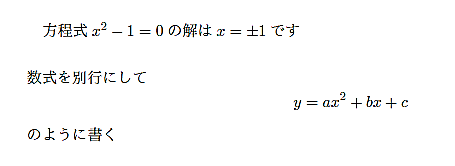 方程式 x² − 1 = 0 の解は x = ±1 です
数式を別行にして
y = ax² + bx + c
のように書く